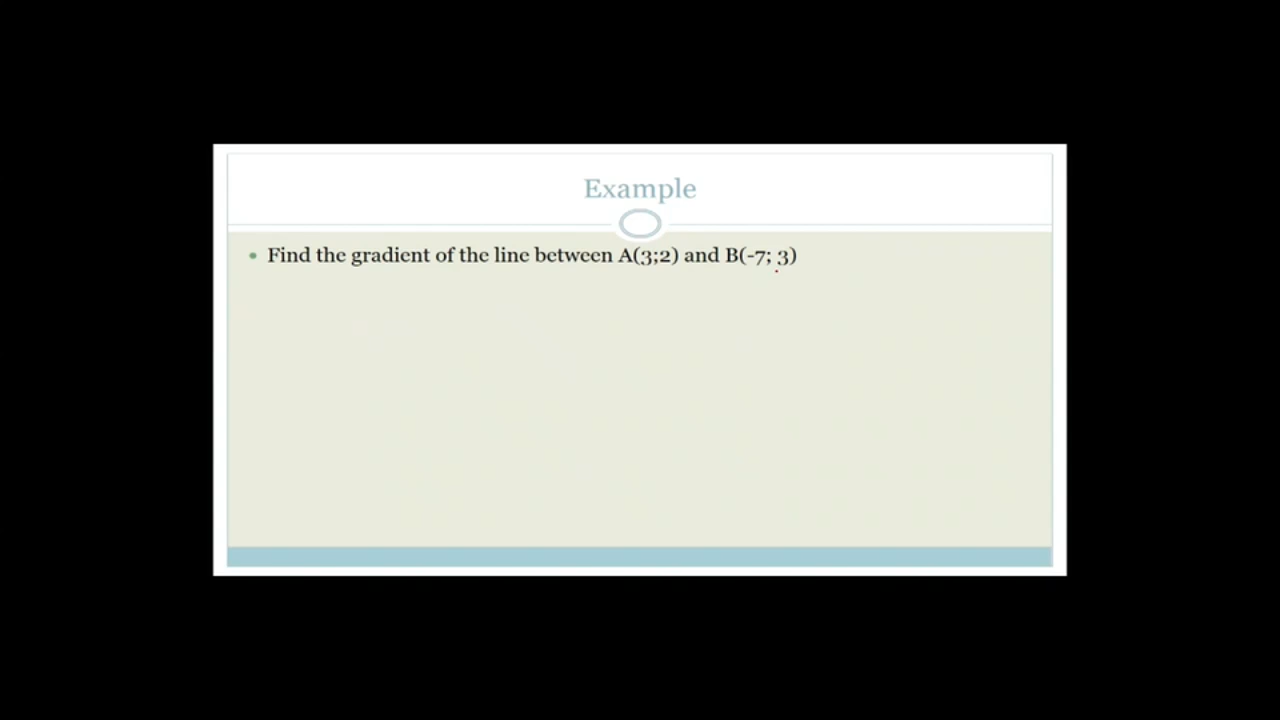 Example
• Find the gradient of the line between A(3;2) and B(-7; 3)